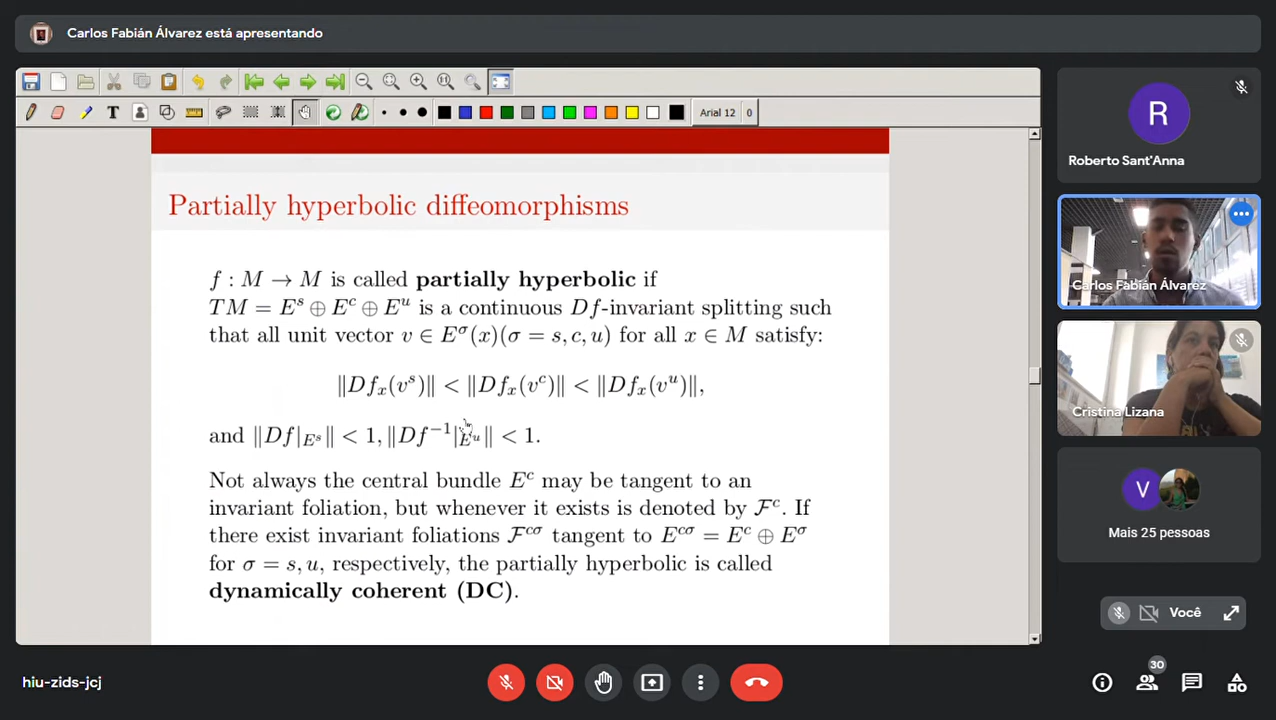 Carlos Fabián Álvarez está apresentando
T
Arial 12
0
Partially hyperbolic diffeomorphisms
f : M → M is called partially hyperbolic if
TM = E^s ⊕ E^c ⊕ E^u is a continuous Df-invariant splitting such
that all unit vector v ∈ E^σ(x)(σ = s, c, u) for all x ∈ M satisfy:
‖Df_x(v^s)‖ < ‖Df_x(v^c)‖ < ‖Df_x(v^u)‖,
and ‖Df|_{E^s}‖ < 1, ‖Df^{−1}|_{E^u}‖ < 1.
Not always the central bundle E^c may be tangent to an
invariant foliation, but whenever it exists is denoted by F^c. If
there exist invariant foliations F^{cσ} tangent to E^{cσ} = E^c ⊕ E^σ
for σ = s, u, respectively, the partially hyperbolic is called
dynamically coherent (DC).
R
Roberto Sant'Anna
Carlos Fabián Álvarez
Cristina Lizana
V
Mais 25 pessoas
Você
hiu-zids-jcj
30